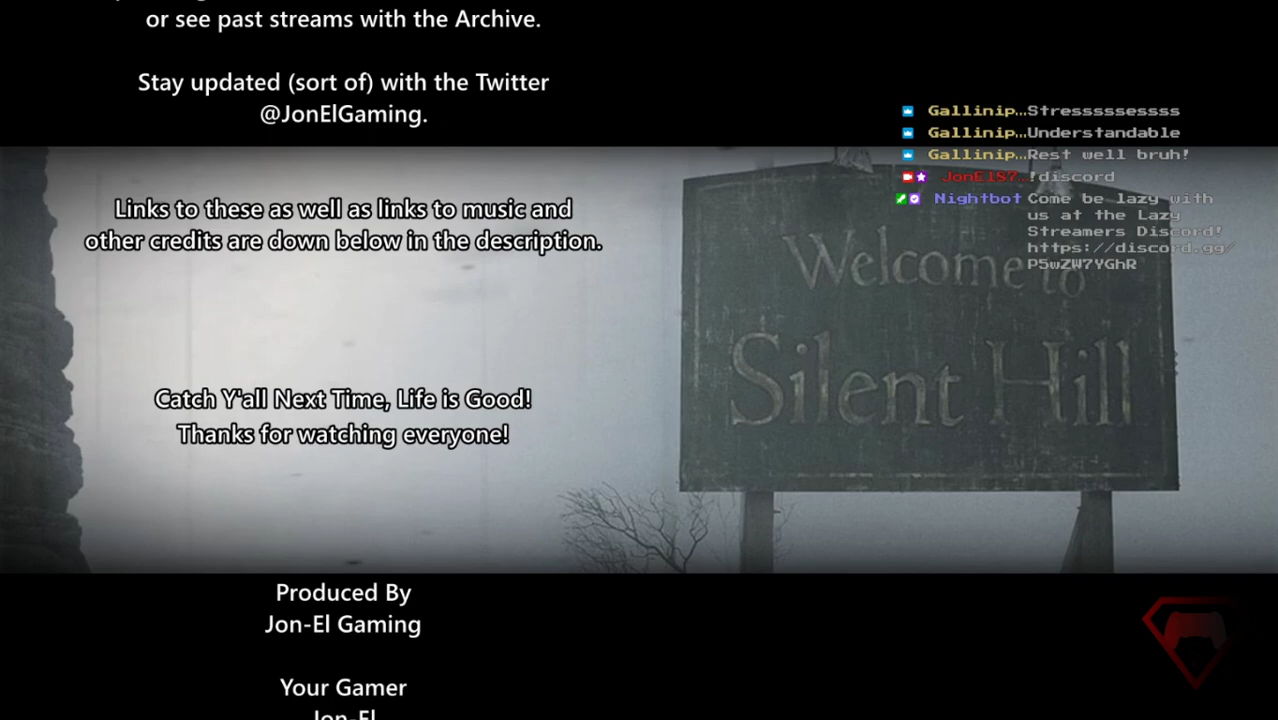 or see past streams with the Archive.
Stay updated (sort of) with the Twitter
@JonElGaming.
Links to these as well as links to music and
other credits are down below in the description.
Catch Y'all Next Time, Life is Good!
Thanks for watching everyone!
Produced By
Jon-El Gaming
Your Gamer
Jon-El
Gallinip…Stresssssessss
Gallinip…Understandable
Gallinip…Rest well bruh!
JonEl87…!discord
Nightbot Come be lazy with
us at the Lazy
Streamers Discord!
https://discord.gg/
P5wZW7YGhR
Welcome to
Silent Hill